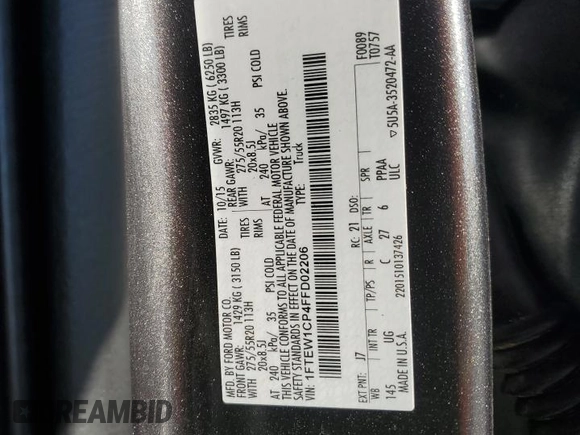 MFD. BY FORD MOTOR CO.
DATE: 10/15 GVWR: 2835 KG ( 6250 LB)
FRONT GAWR: 1429 KG ( 3150 LB) REAR GAWR: 1497 KG ( 3300 LB)
WITH 275/55R20 113H TIRES WITH 275/55R20 113H TIRES
20x8.5J RIMS 20x8.5J RIMS
AT 240 kPa/ 35 PSI COLD AT 240 kPa/ 35 PSI COLD
THIS VEHICLE CONFORMS TO ALL APPLICABLE FEDERAL MOTOR VEHICLE
SAFETY STANDARDS IN EFFECT ON THE DATE OF MANUFACTURE SHOWN ABOVE.
VIN: 1FTEW1CP4FFD02206 TYPE: Truck
F0089
T0757
EXT PNT: J7 RC: 21 DSO:
WB INT TR TP/PS R AXLE TR SPR
145 UG C 27 6 PPAA
ULC
MADE IN U.S.A. 2201510137426 ▽5U5A-3520472-AA
SCREAMBID